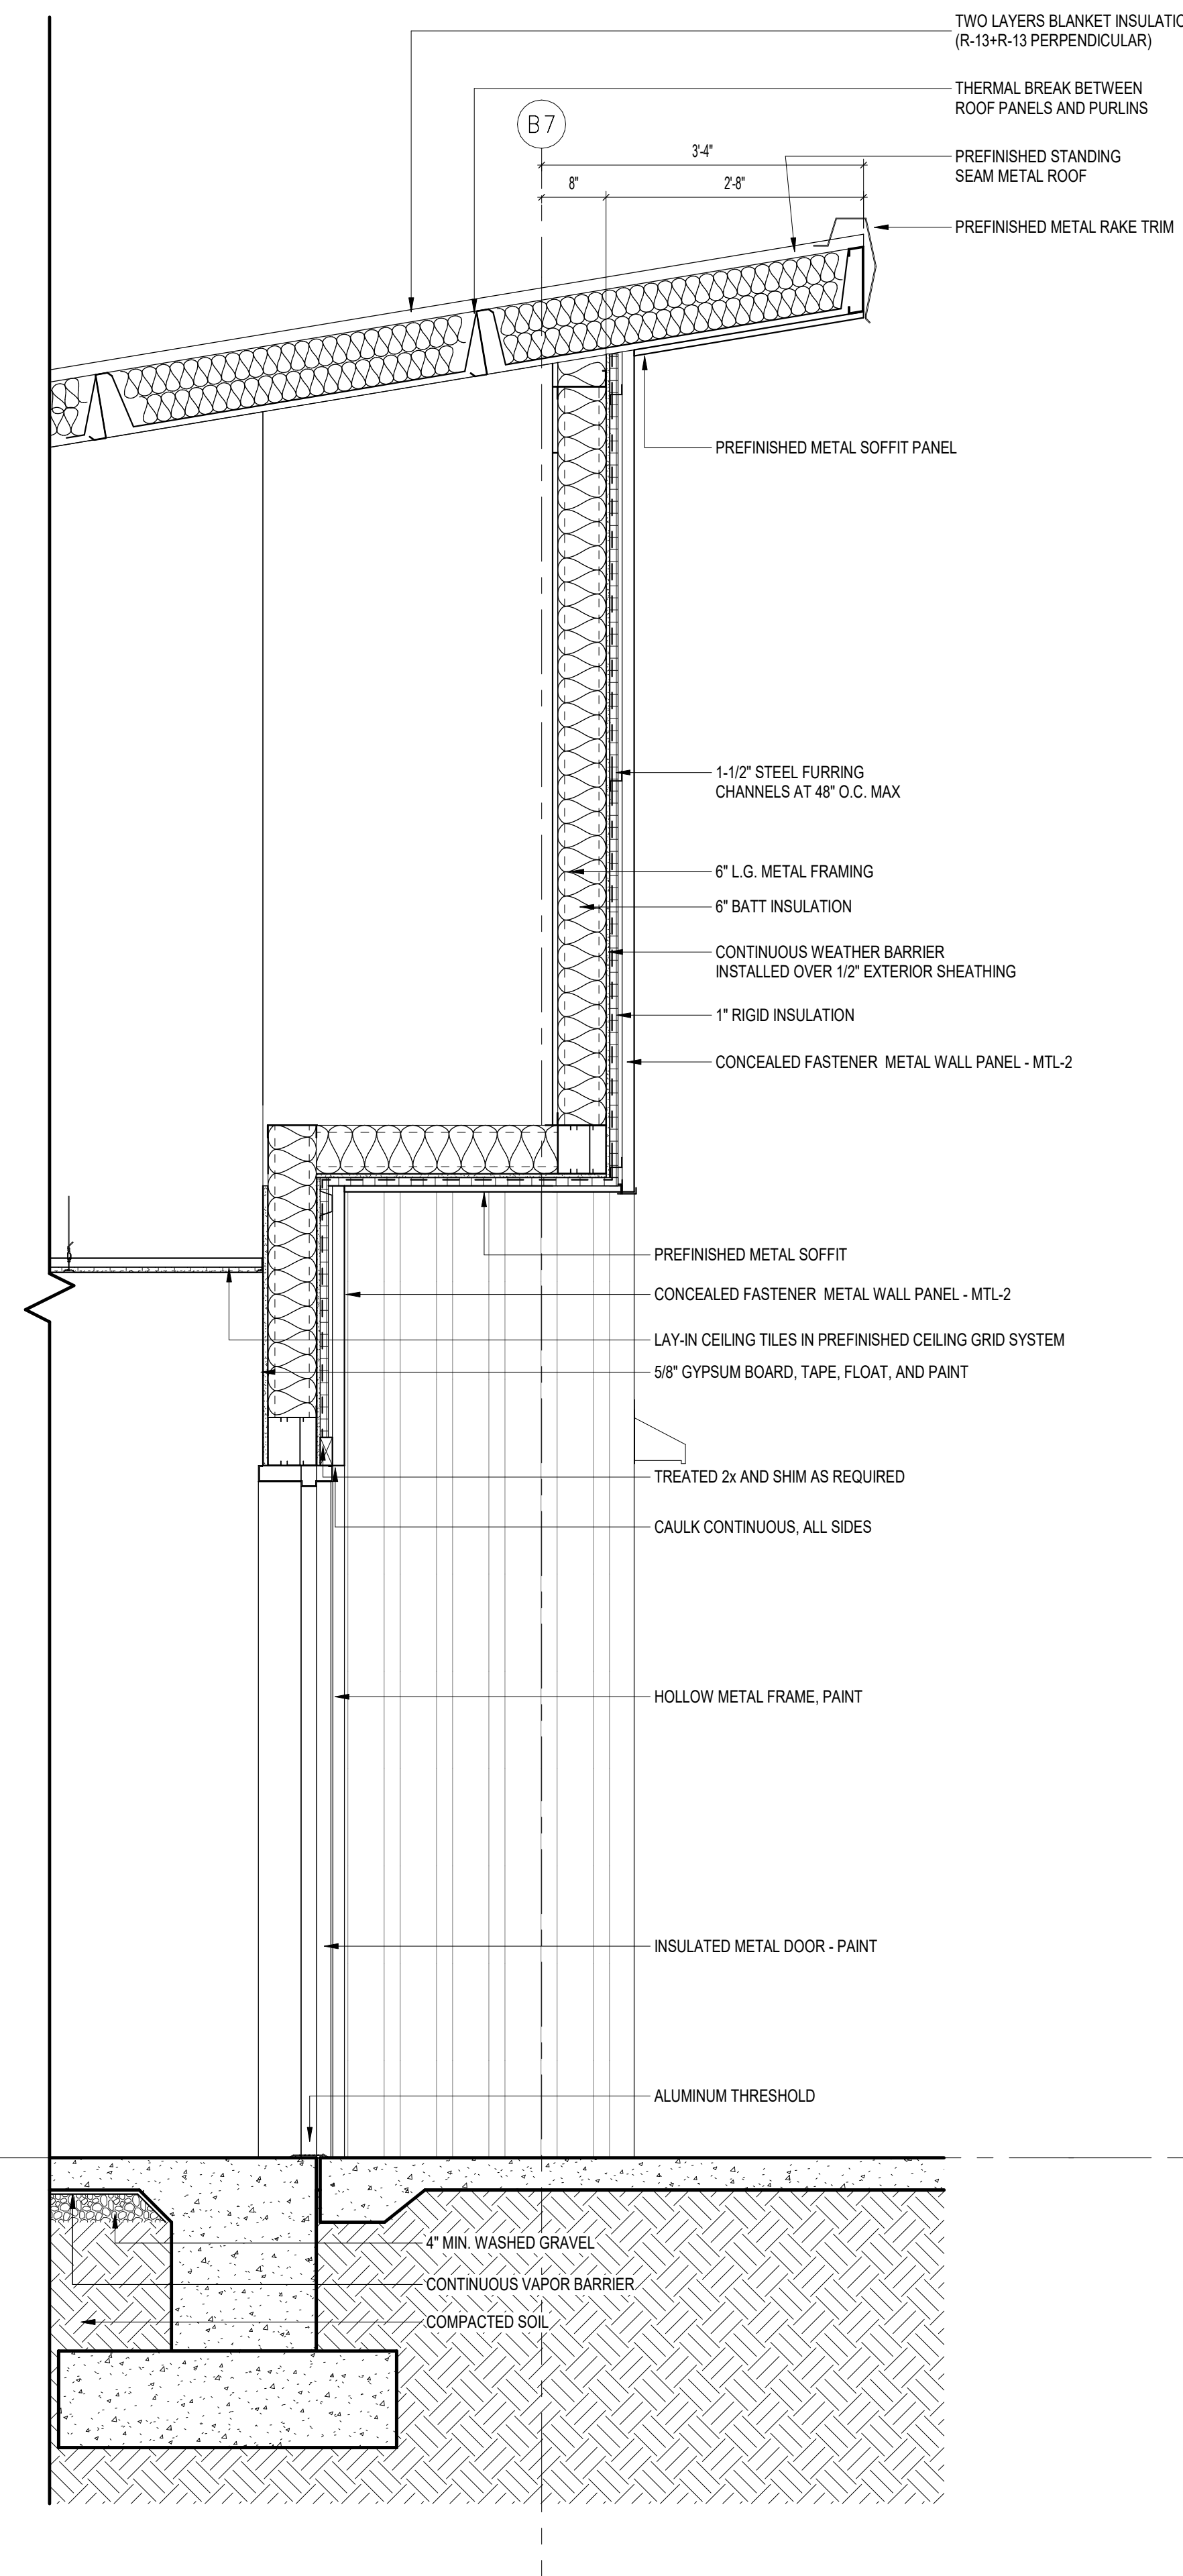 TWO LAYERS BLANKET
(R-13+R-13 PERPENDICULAR)
THERMAL BREAK BETWEEN
ROOF PANELS AND PURLINS
B7
3'-4"
PREFINISHED STANDING
SEAM METAL ROOF
8"
2'-8"
PREFINISHED METAL RAKE TRIM
PREFINISHED METAL SOFFIT PANEL
1-1/2" STEEL FURRING
CHANNELS AT 48" O.C. MAX
6" L.G. METAL FRAMING
6" BATT INSULATION
CONTINUOUS WEATHER BARRIER
INSTALLED OVER 1/2" EXTERIOR SHEATHING
1" RIGID INSULATION
CONCEALED FASTENER METAL WALL PANEL - MTL-2
PREFINISHED METAL SOFFIT
CONCEALED FASTENER METAL WALL PANEL - MTL-2
LAY-IN CEILING TILES IN PREFINISHED CEILING GRID SYSTEM
5/8" GYPSUM BOARD, TAPE, FLOAT, AND PAINT
TREATED 2x AND SHIM AS REQUIRED
CAULK CONTINUOUS, ALL SIDES
HOLLOW METAL FRAME, PAINT
INSULATED METAL DOOR - PAINT
ALUMINUM THRESHOLD
4" MIN. WASHED GRAVEL
CONTINUOUS VAPOR BARRIER
COMPACTED SOIL